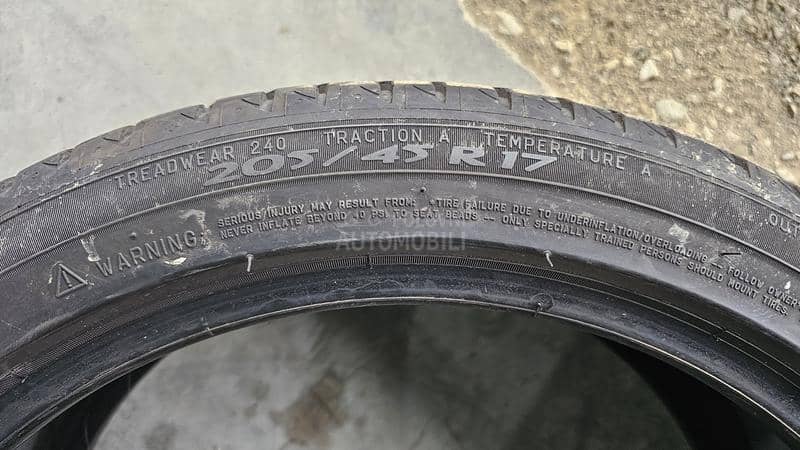 TREADWEAR 240 TRACTION A TEMPERATURE A
205/45 R17
OUT
WARNING:
SERIOUS INJURY MAY RESULT FROM: •TIRE FAILURE DUE TO UNDERINFLATION/OVERLOADING - FOLLOW OWNER
NEVER INFLATE BEYOND 40 PSI TO SEAT BEADS — ONLY SPECIALLY TRAINED PERSONS SHOULD MOUNT TIRES.
AUTOMOBILI